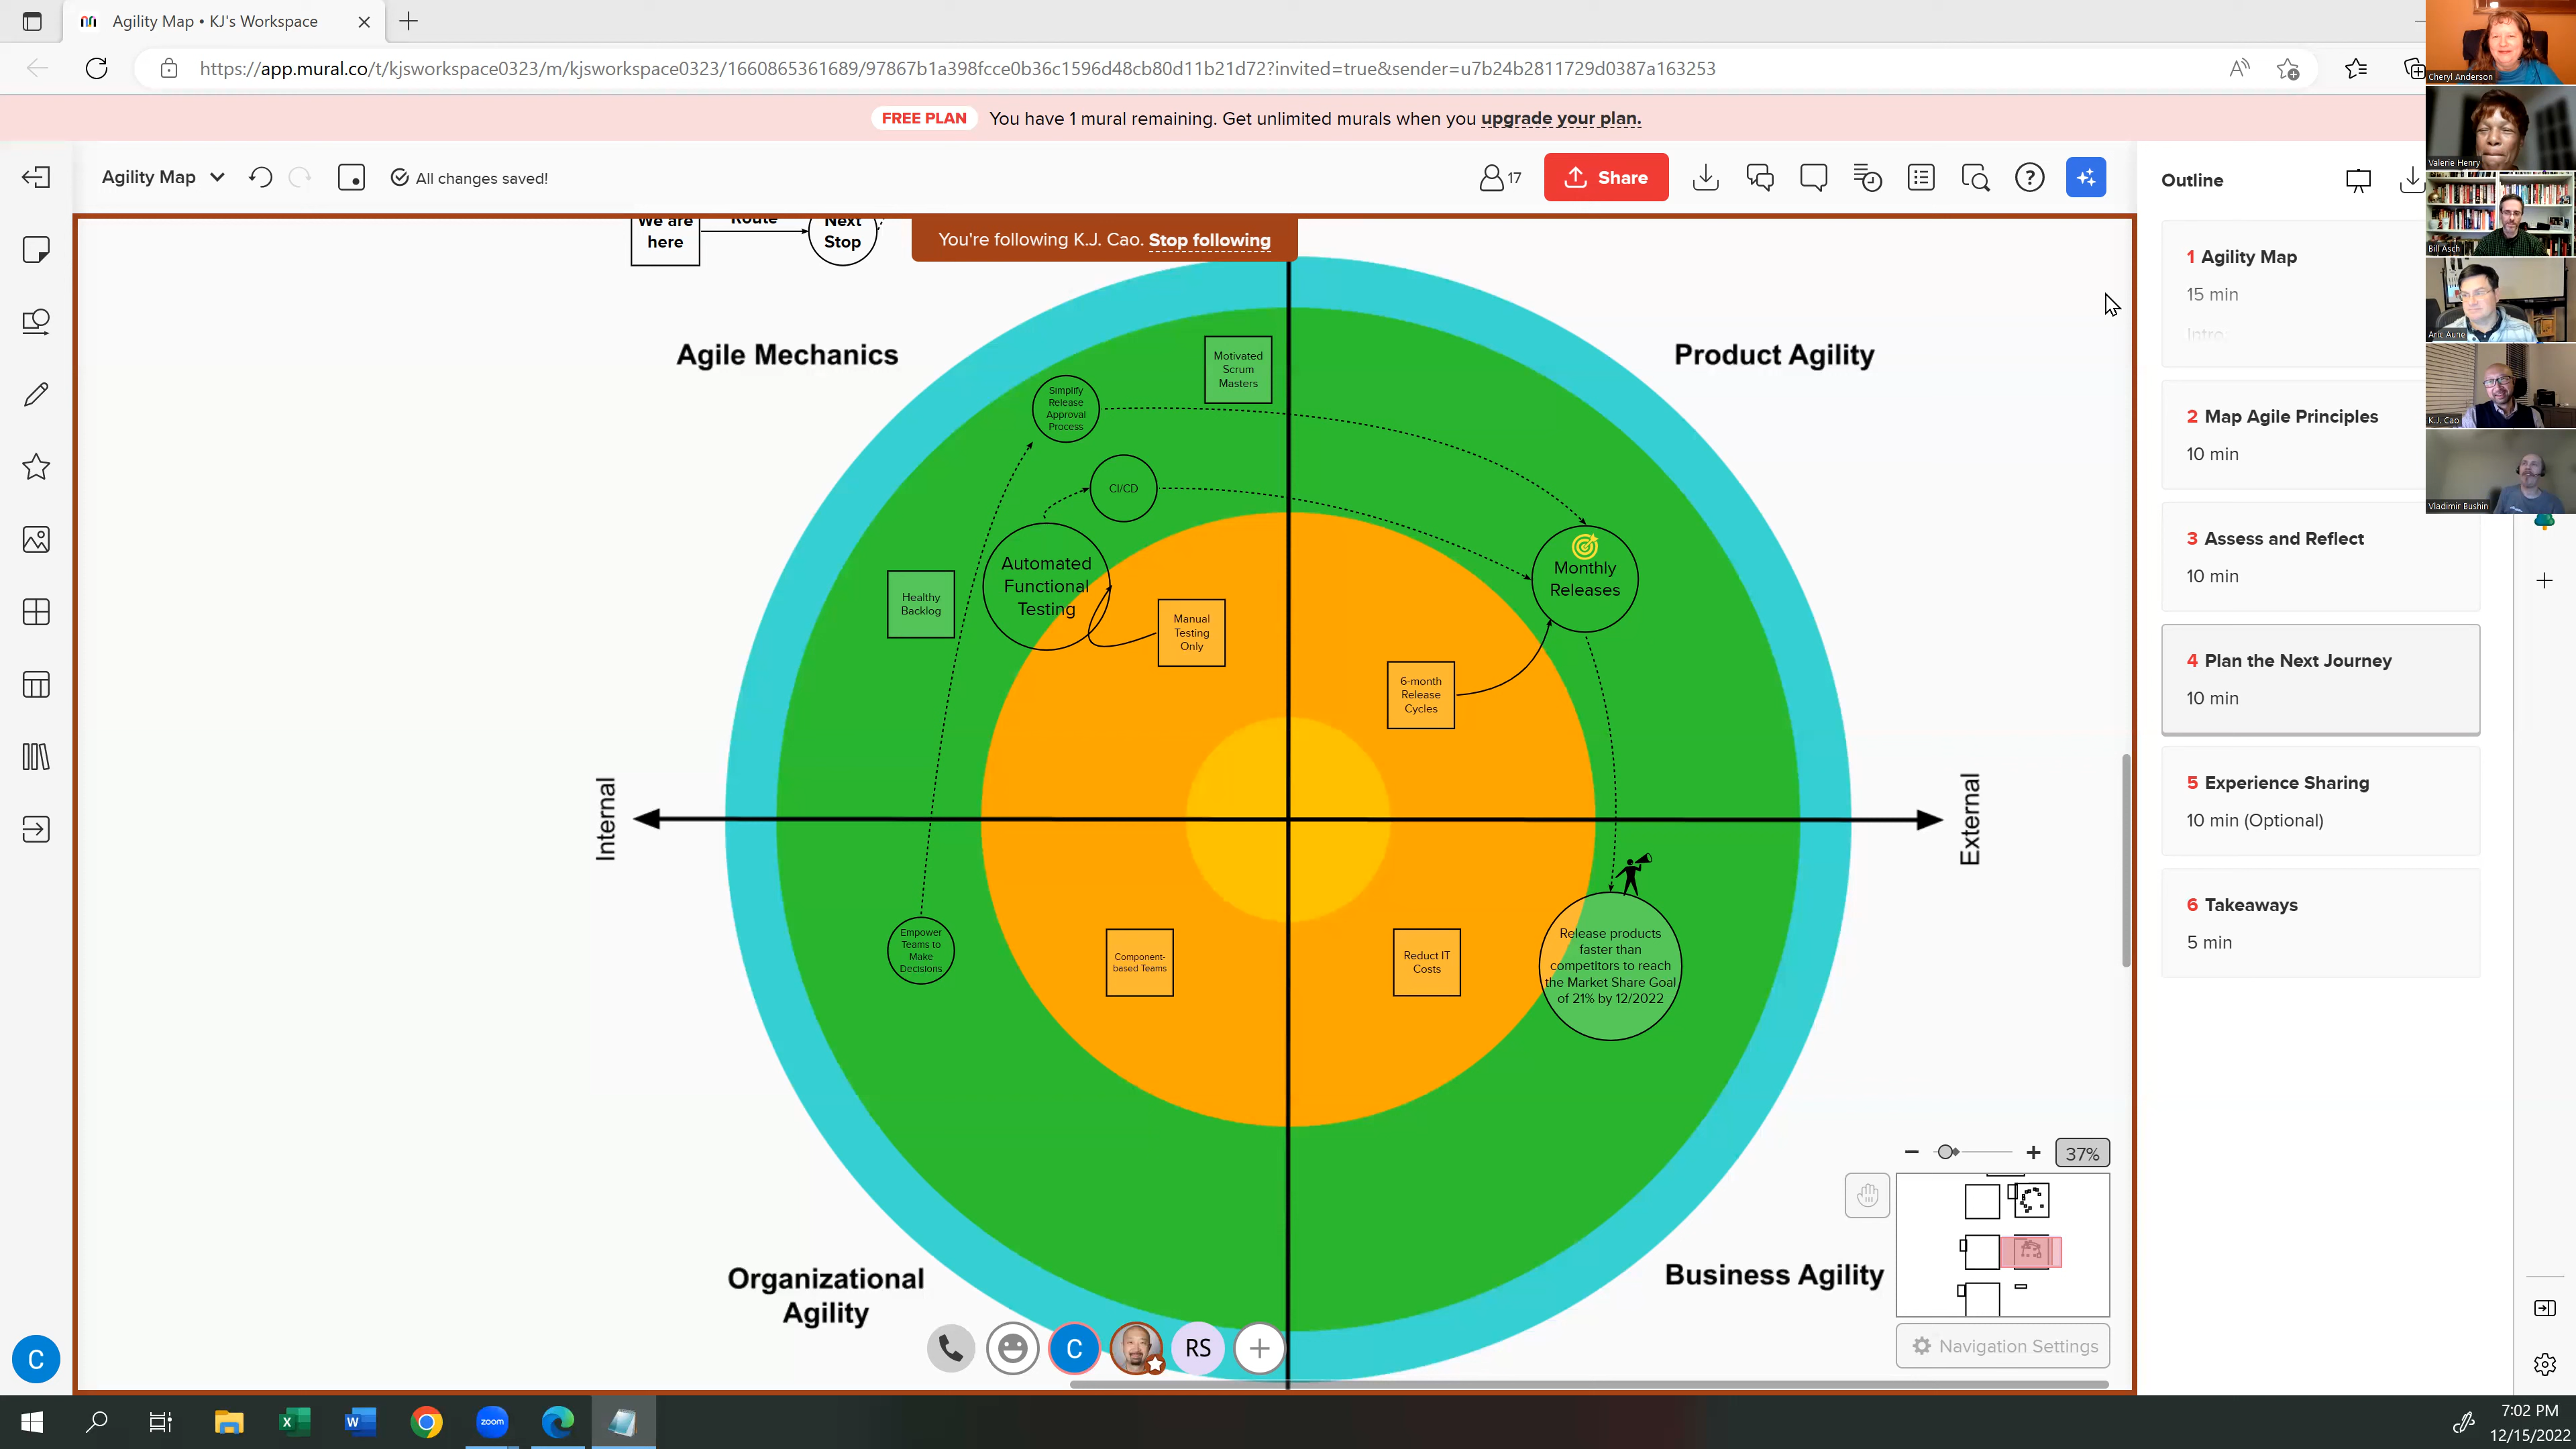 Agility Map • KJ's Workspace
https://app.mural.co/t/kjsworkspace0323/m/kjsworkspace0323/1660865361689/97867b1a398fcce0b36c1596d48cb80d11b21d72?invited=true&sender=u7b24b2811729d0387a163253
FREE PLAN You have 1 mural remaining. Get unlimited murals when you upgrade your plan.
Agility Map
All changes saved!
17
Share
We are
here
Route
Next
Stop
You're following K.J. Cao. Stop following
Agile Mechanics
Product Agility
Motivated
Scrum
Masters
Simplify
Release
Approval
Process
CI/CD
Automated
Functional
Testing
Healthy
Backlog
Manual
Testing
Only
Monthly
Releases
6-month
Release
Cycles
Internal
External
Empower
Teams to
Make
Decisions
Component-
based Teams
Reduct IT
Costs
Release products
faster than
competitors to reach
the Market Share Goal
of 21% by 12/2022
Organizational
Agility
Business Agility
37%
Navigation Settings
C
C
RS
Outline
1 Agility Map
15 min
Intro:
2 Map Agile Principles
10 min
3 Assess and Reflect
10 min
4 Plan the Next Journey
10 min
5 Experience Sharing
10 min (Optional)
6 Takeaways
5 min
Cheryl Anderson
Valerie Henry
Bill Asch
Aric Aune
K.J. Cao
Vladimir Bushin
zoom
7:02 PM
12/15/2022